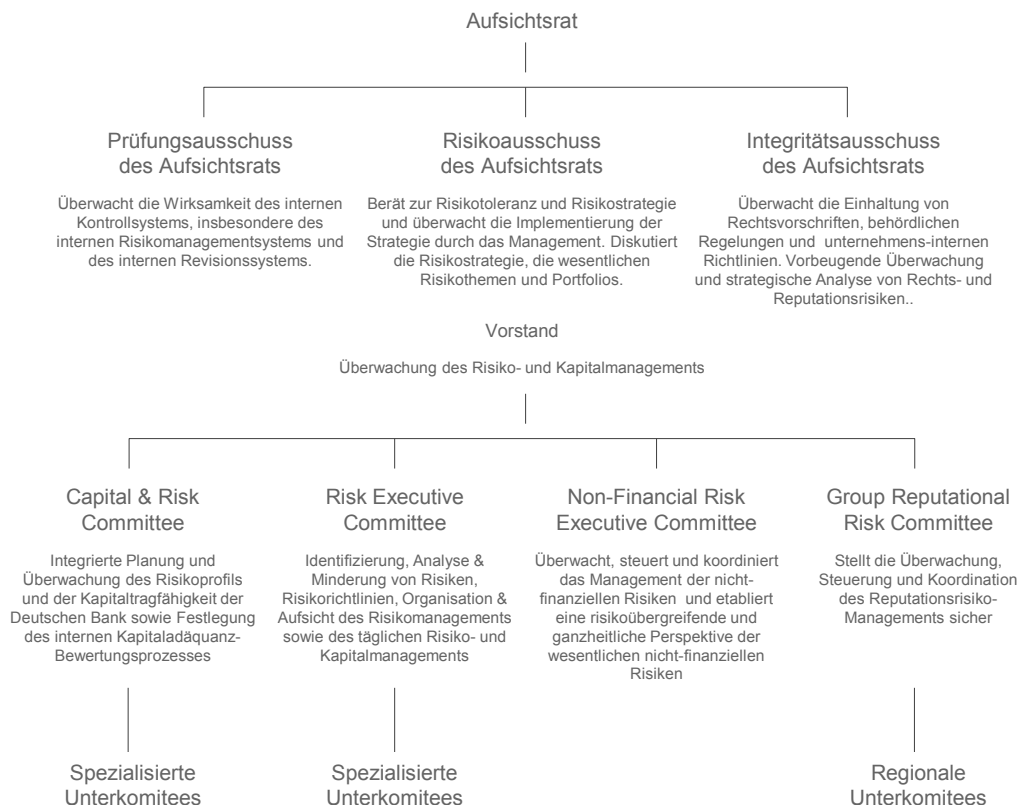 Aufsichtsrat
Prüfungsausschuss
des Aufsichtsrats
Überwacht die Wirksamkeit des internen
Kontrollsystems, insbesondere des
internen Risikomanagementsystems und
des internen Revisionssystems.
Risikoausschuss
des Aufsichtsrats
Berät zur Risikotoleranz und Risikostrategie
und überwacht die Implementierung der
Strategie durch das Management. Diskutiert
die Risikostrategie, die wesentlichen
Risikothemen und Portfolios.
Integritätsausschuss
des Aufsichtsrats
Überwacht die Einhaltung von
Rechtsvorschriften, behördlichen
Regelungen und unternehmens-internen
Richtlinien. Vorbeugende Überwachung
und strategische Analyse von Rechts- und
Reputationsrisiken..
Vorstand
Überwachung des Risiko- und Kapitalmanagements
Capital & Risk
Committee
Integrierte Planung und
Überwachung des Risikoprofils
und der Kapitaltragfähigkeit der
Deutschen Bank sowie Festlegung
des internen Kapitaladäquanz-
Bewertungsprozesses
Spezialisierte
Unterkomitees
Risk Executive
Committee
Identifizierung, Analyse &
Minderung von Risiken,
Risikorichtlinien, Organisation &
Aufsicht des Risikomanagements
sowie des täglichen Risiko- und
Kapitalmanagements
Spezialisierte
Unterkomitees
Non-Financial Risk
Executive Committee
Überwacht, steuert und koordiniert
das Management der nicht-
finanziellen Risiken und etabliert
eine risikoübergreifende und
ganzheitliche Perspektive der
wesentlichen nicht-finanziellen
Risiken
Group Reputational
Risk Committee
Stellt die Überwachung,
Steuerung und Koordination
des Reputationsrisiko-
Managements sicher
Regionale
Unterkomitees